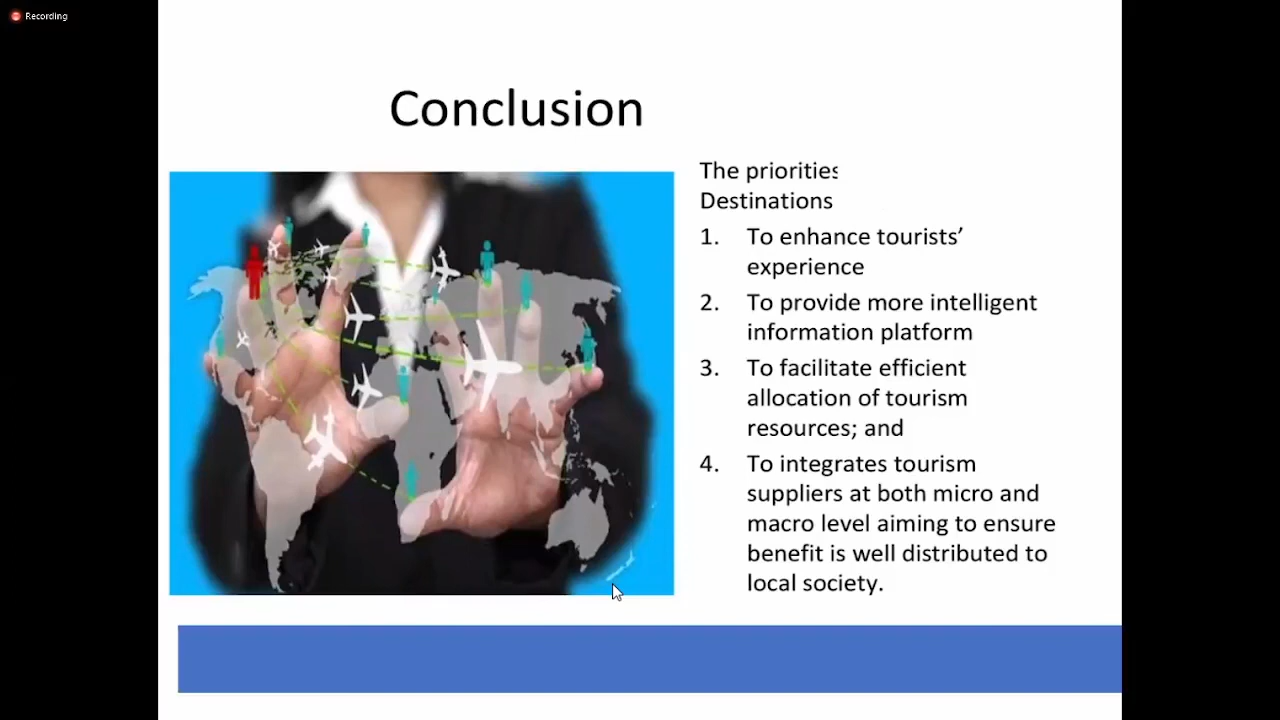 Recording
Conclusion
The priorities
Destinations
1. To enhance tourists’
experience
2. To provide more intelligent
information platform
3. To facilitate efficient
allocation of tourism
resources; and
4. To integrates tourism
suppliers at both micro and
macro level aiming to ensure
benefit is well distributed to
local society.